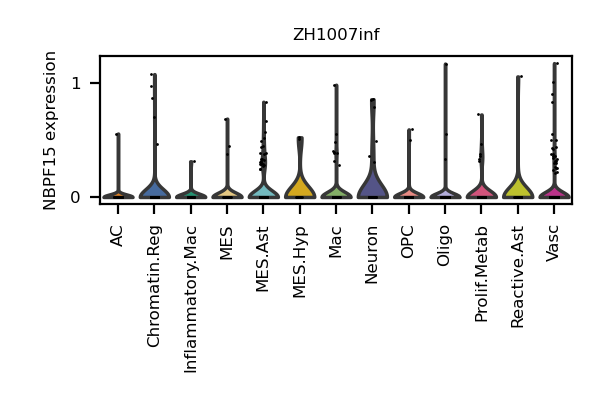 ZH1007inf
NBPF15 expression
1
0
AC
Chromatin.Reg
Inflammatory.Mac
MES
MES.Ast
MES.Hyp
Mac
Neuron
OPC
Oligo
Prolif.Metab
Reactive.Ast
Vasc